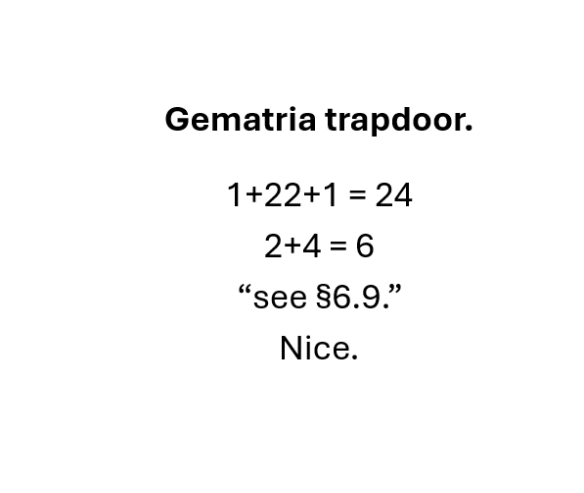 Gematria trapdoor.
1+22+1 = 24
2+4 = 6
“see §6.9.”
Nice.